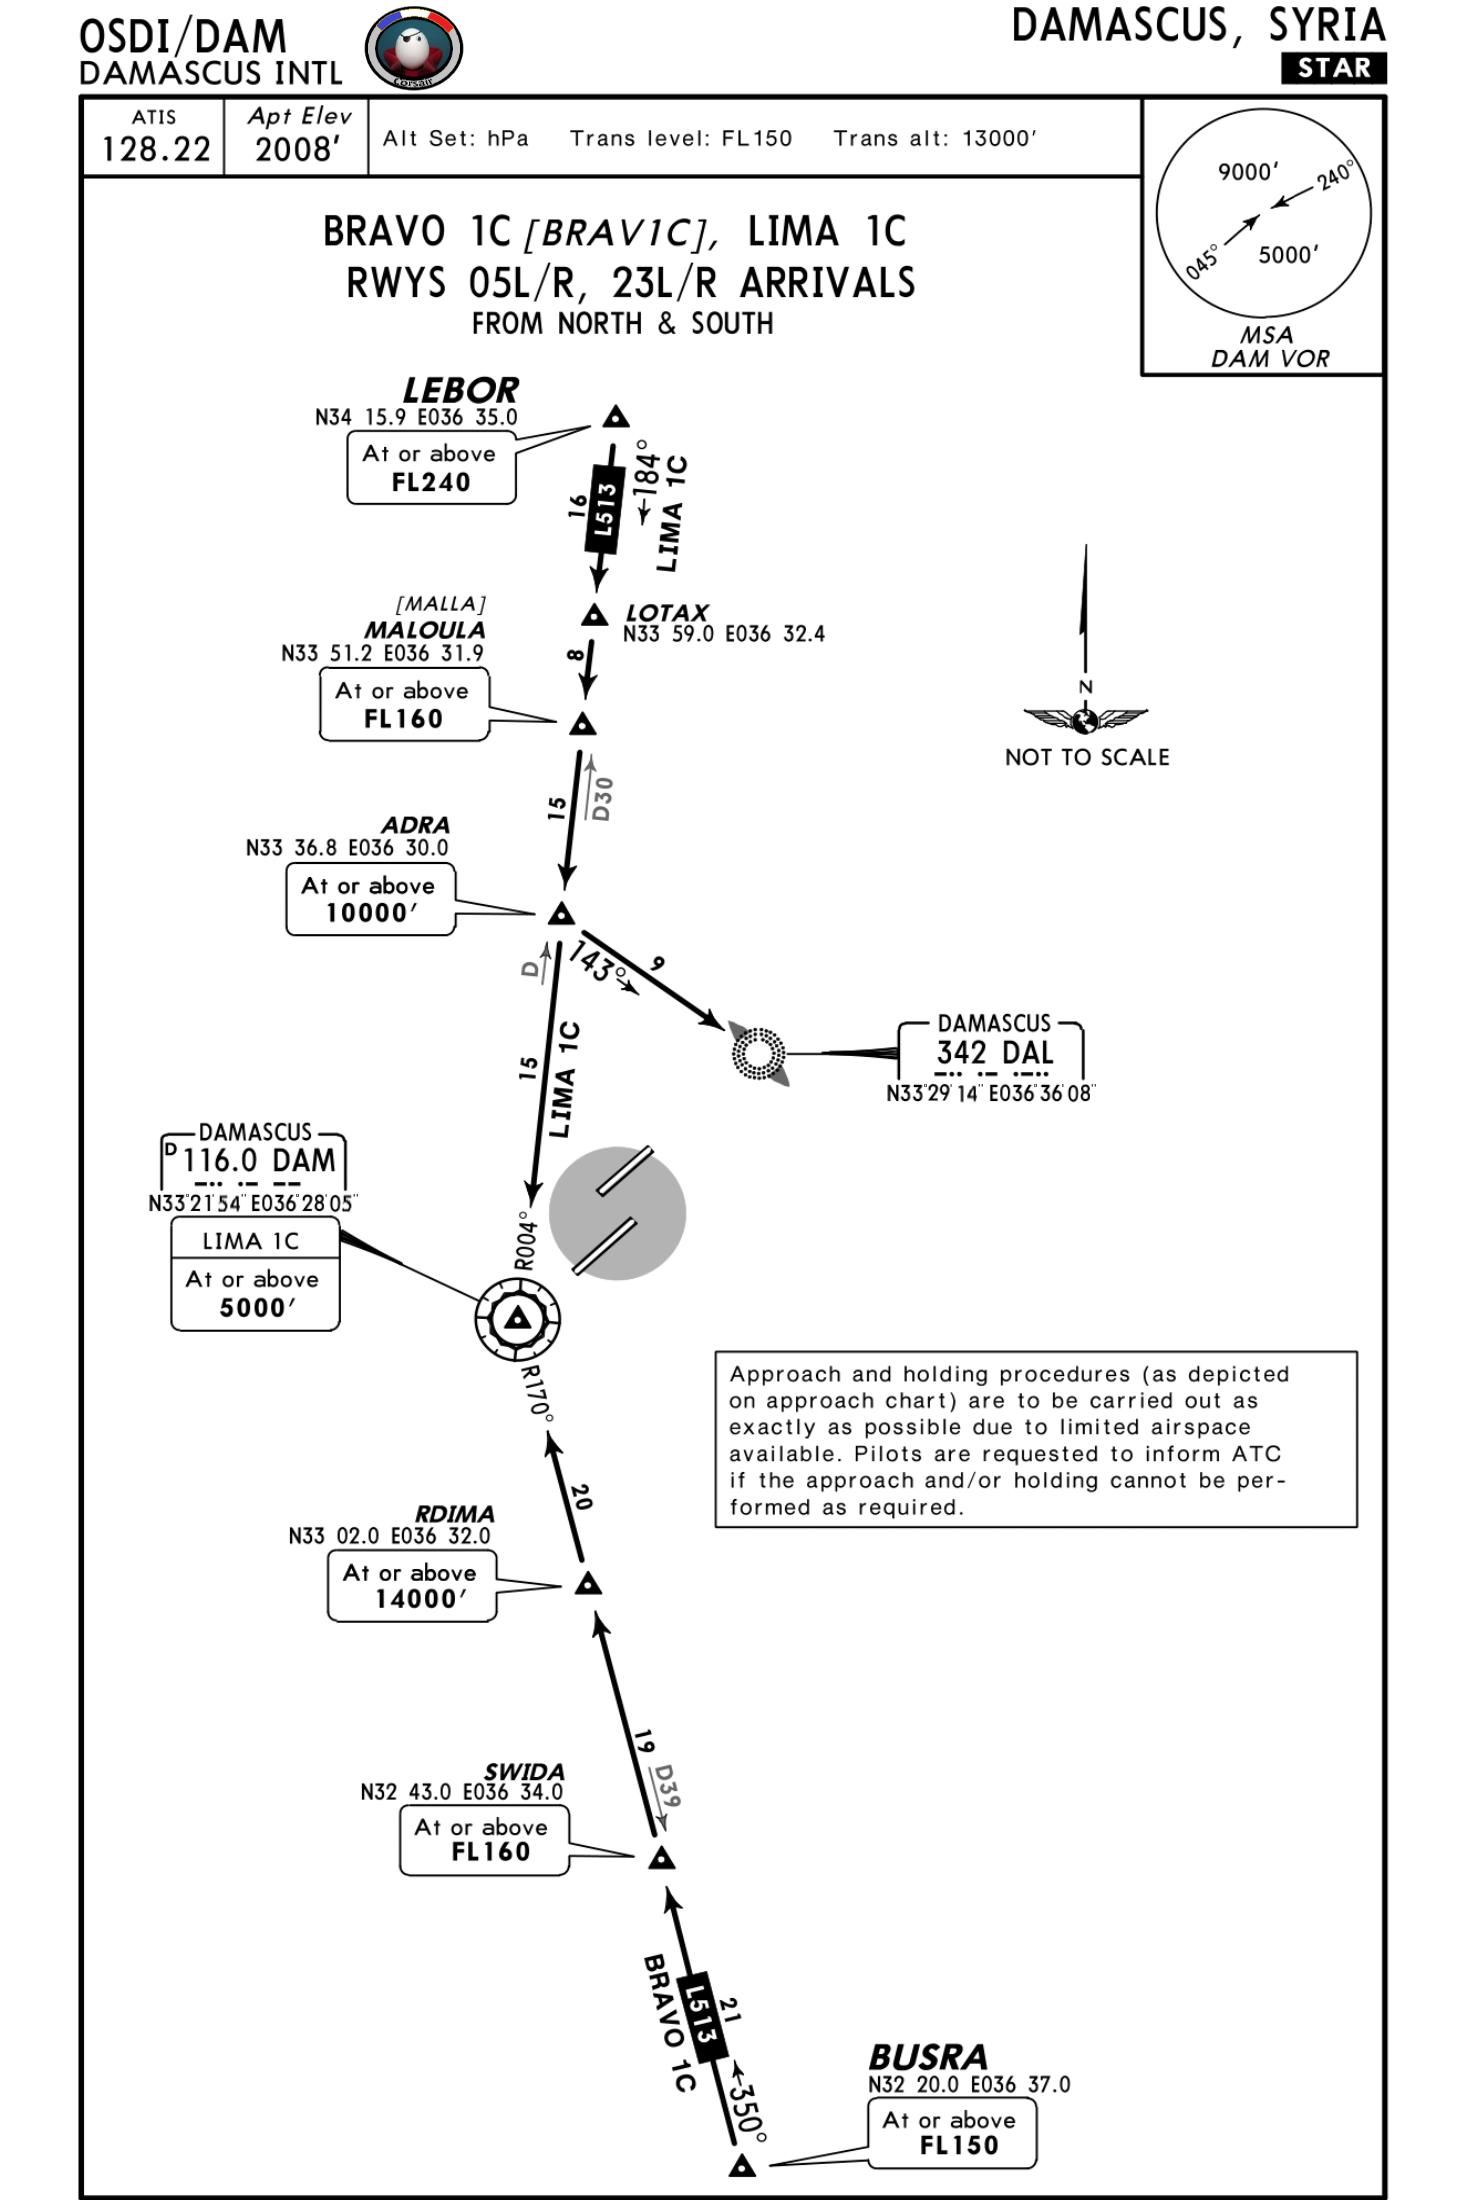 OSDI/DAM
DAMASCUS INTL
Corsair
DAMASCUS, SYRIA
STAR
ATIS
128.22
Apt Elev
2008'
Alt Set: hPa Trans level: FL150 Trans alt: 13000'
9000'
240°
045°
5000'
MSA
DAM VOR
BRAVO 1C [BRAV1C], LIMA 1C
RWYS 05L/R, 23L/R ARRIVALS
FROM NORTH & SOUTH
LEBOR
N34 15.9 E036 35.0
At or above
FL240
16
L513
184°
LIMA 1C
LOTAX
N33 59.0 E036 32.4
[MALLA]
MALOULA
N33 51.2 E036 31.9
At or above
FL160
8
N
NOT TO SCALE
15
D30
ADRA
N33 36.8 E036 30.0
At or above
10000'
D
143°
9
15
LIMA 1C
DAMASCUS
342 DAL
N33°29'14" E036°36'08"
DAMASCUS
D 116.0 DAM
N33°21'54" E036°28'05"
LIMA 1C
At or above
5000'
R004°
R170°
Approach and holding procedures (as depicted
on approach chart) are to be carried out as
exactly as possible due to limited airspace
available. Pilots are requested to inform ATC
if the approach and/or holding cannot be per-
formed as required.
20
RDIMA
N33 02.0 E036 32.0
At or above
14000'
19
D39
SWIDA
N32 43.0 E036 34.0
At or above
FL160
BRAVO 1C
L513
21
350°
BUSRA
N32 20.0 E036 37.0
At or above
FL150